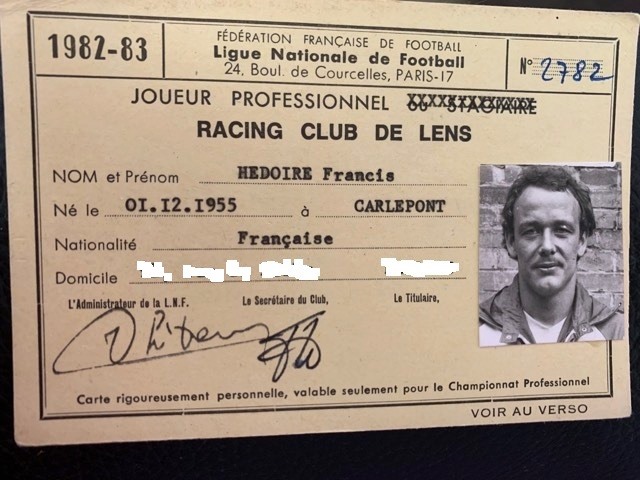 1982-83
FÉDÉRATION FRANÇAISE DE FOOTBALL
Ligue Nationale de Football
24, Boul. de Courcelles, PARIS-17
N° 2782
JOUEUR PROFESSIONNEL ou STAGIAIRE
RACING CLUB DE LENS
NOM et Prénom HEDOIRE Francis
Né le 01.12.1955 à CARLEPONT
Nationalité Française
Domicile
L'Administrateur de la L.N.F. Le Secrétaire du Club, Le Titulaire,
Carte rigoureusement personnelle, valable seulement pour le Championnat Professionnel
VOIR AU VERSO